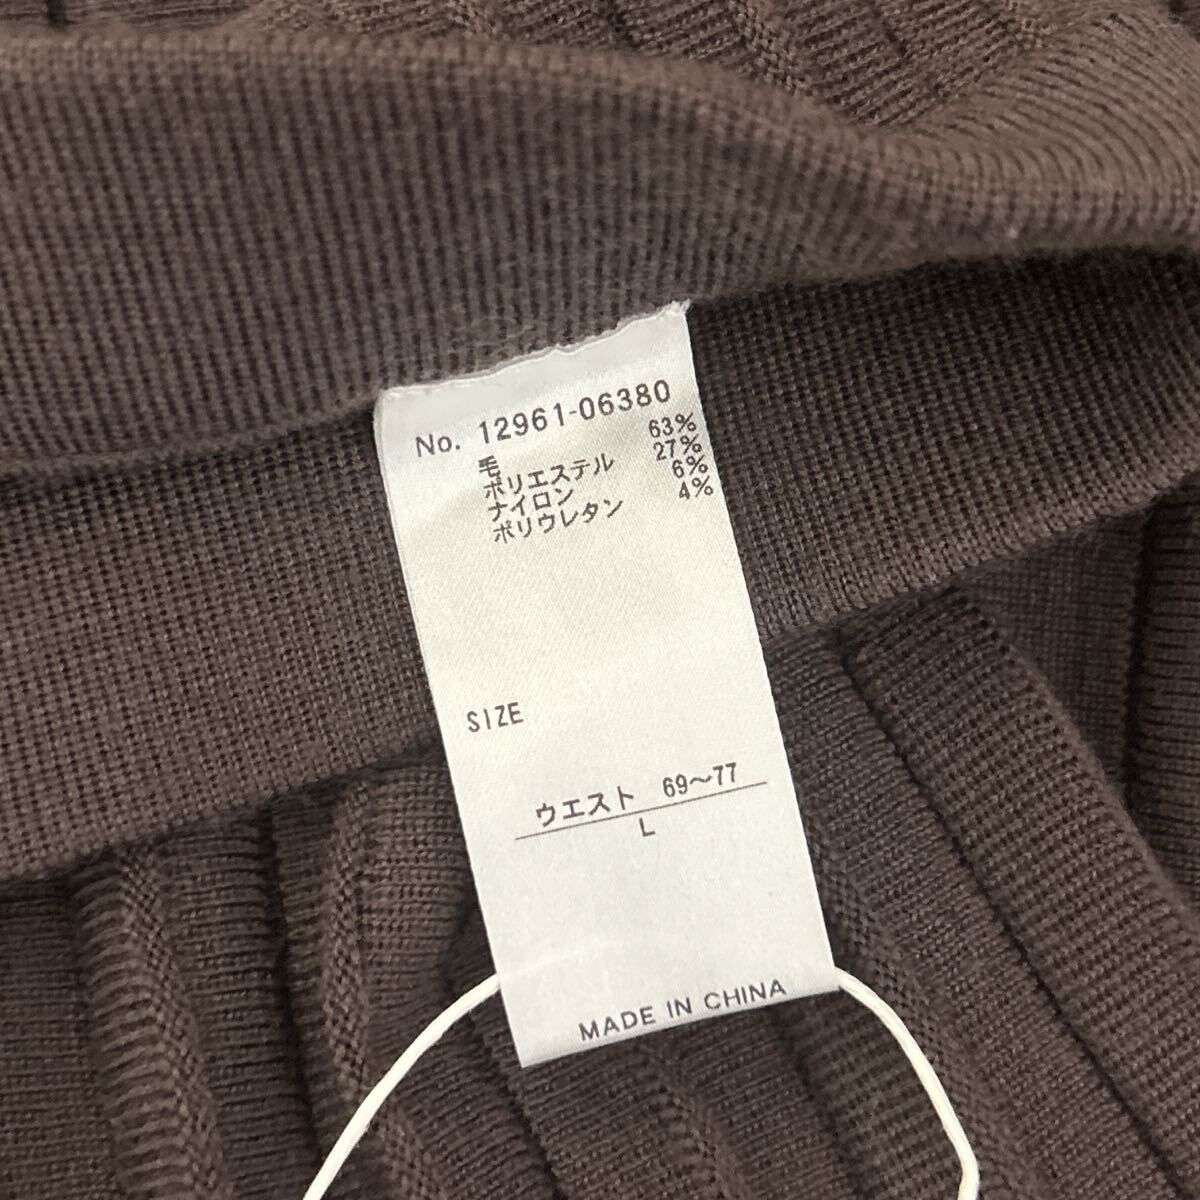 No. 12961-06380
毛 63%
ポリエステル 27%
ナイロン 6%
ポリウレタン 4%
SIZE
ウエスト 69〜77
L
MADE IN CHINA